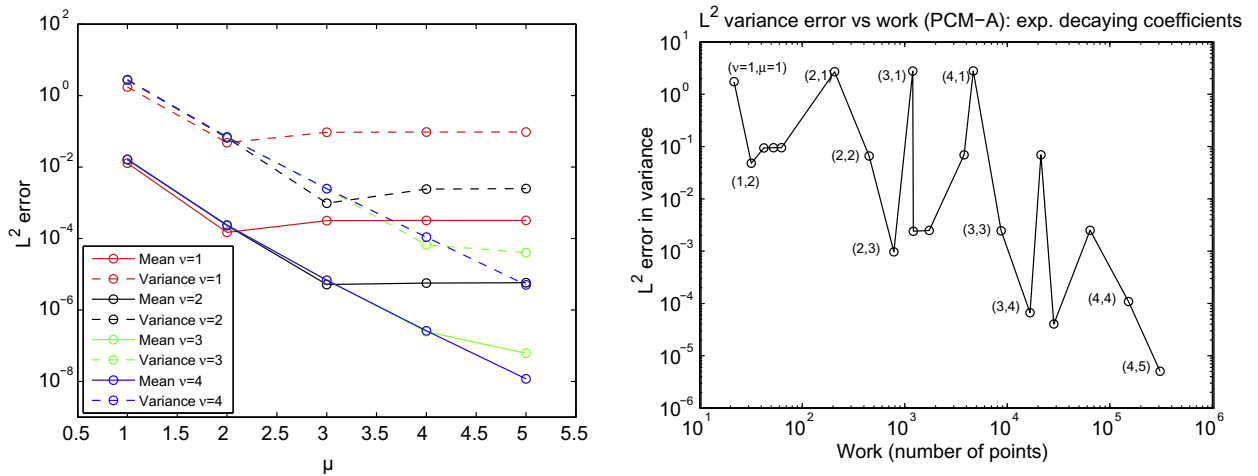 10^2
10^0
10^-2
10^-4
10^-6
10^-8
L^2 error
Mean ν=1
Variance ν=1
Mean ν=2
Variance ν=2
Mean ν=3
Variance ν=3
Mean ν=4
Variance ν=4
0.5 1 1.5 2 2.5 3 3.5 4 4.5 5 5.5
μ
L^2 variance error vs work (PCM−A): exp. decaying coefficients
10^1
10^0
10^-1
10^-2
10^-3
10^-4
10^-5
10^-6
L^2 error in variance
(ν=1,μ=1)
(2,1)
(3,1)
(4,1)
(1,2)
(2,2)
(2,3)
(3,3)
(3,4)
(4,4)
(4,5)
10^1 10^2 10^3 10^4 10^5 10^6
Work (number of points)